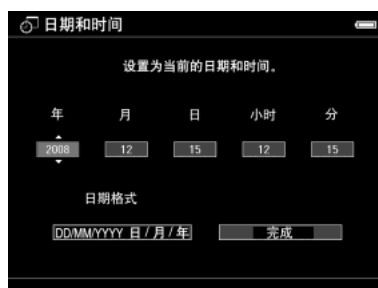 日期和时间
设置为当前的日期和时间。
年 月 日 小时 分
2008 12 15 12 15
日期格式
DD/MM/YYYY 日/月/年 完成